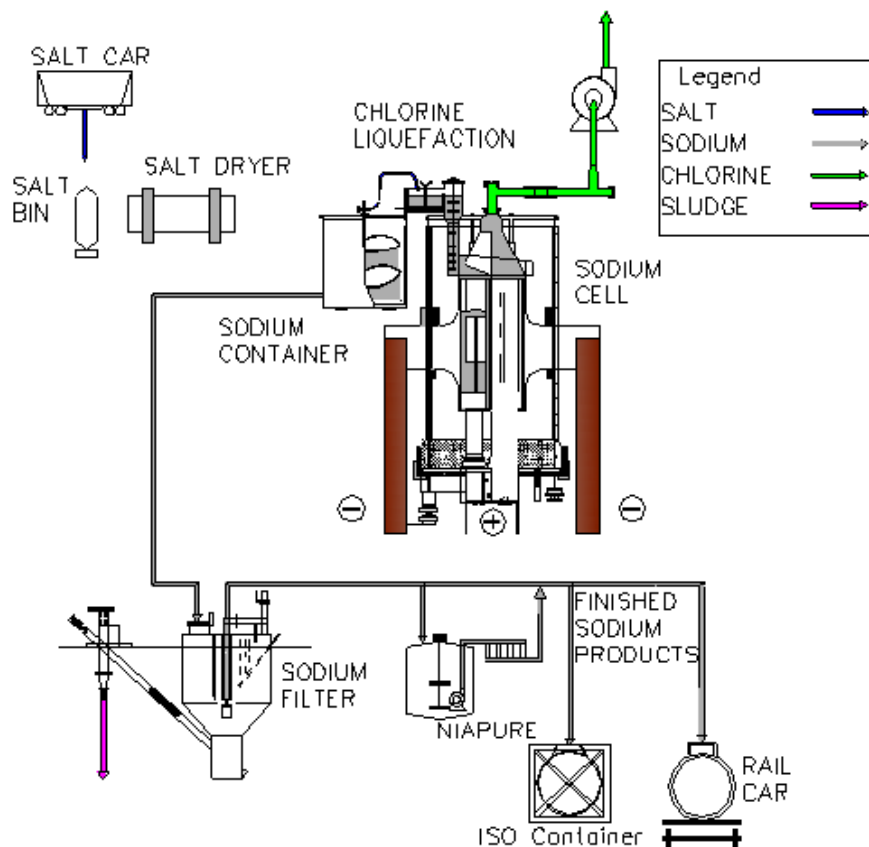 SALT CAR
Legend
SALT
SODIUM
CHLORINE
SLUDGE
CHLORINE
LIQUEFACTION
SALT DRYER
SALT
BIN
SODIUM
CELL
SODIUM
CONTAINER
− + −
FINISHED
SODIUM
PRODUCTS
SODIUM
FILTER
NIAPURE
RAIL
CAR
ISO Container